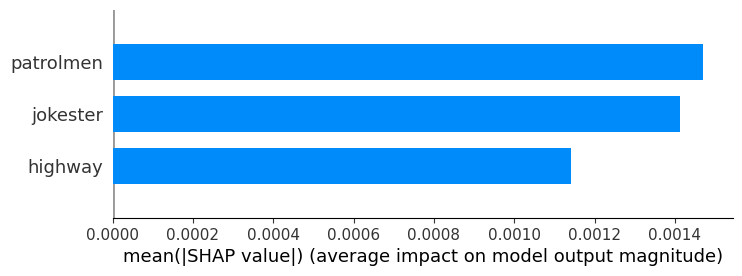 patrolmen
jokester
highway
0.0000 0.0002 0.0004 0.0006 0.0008 0.0010 0.0012 0.0014
mean(|SHAP value|) (average impact on model output magnitude)